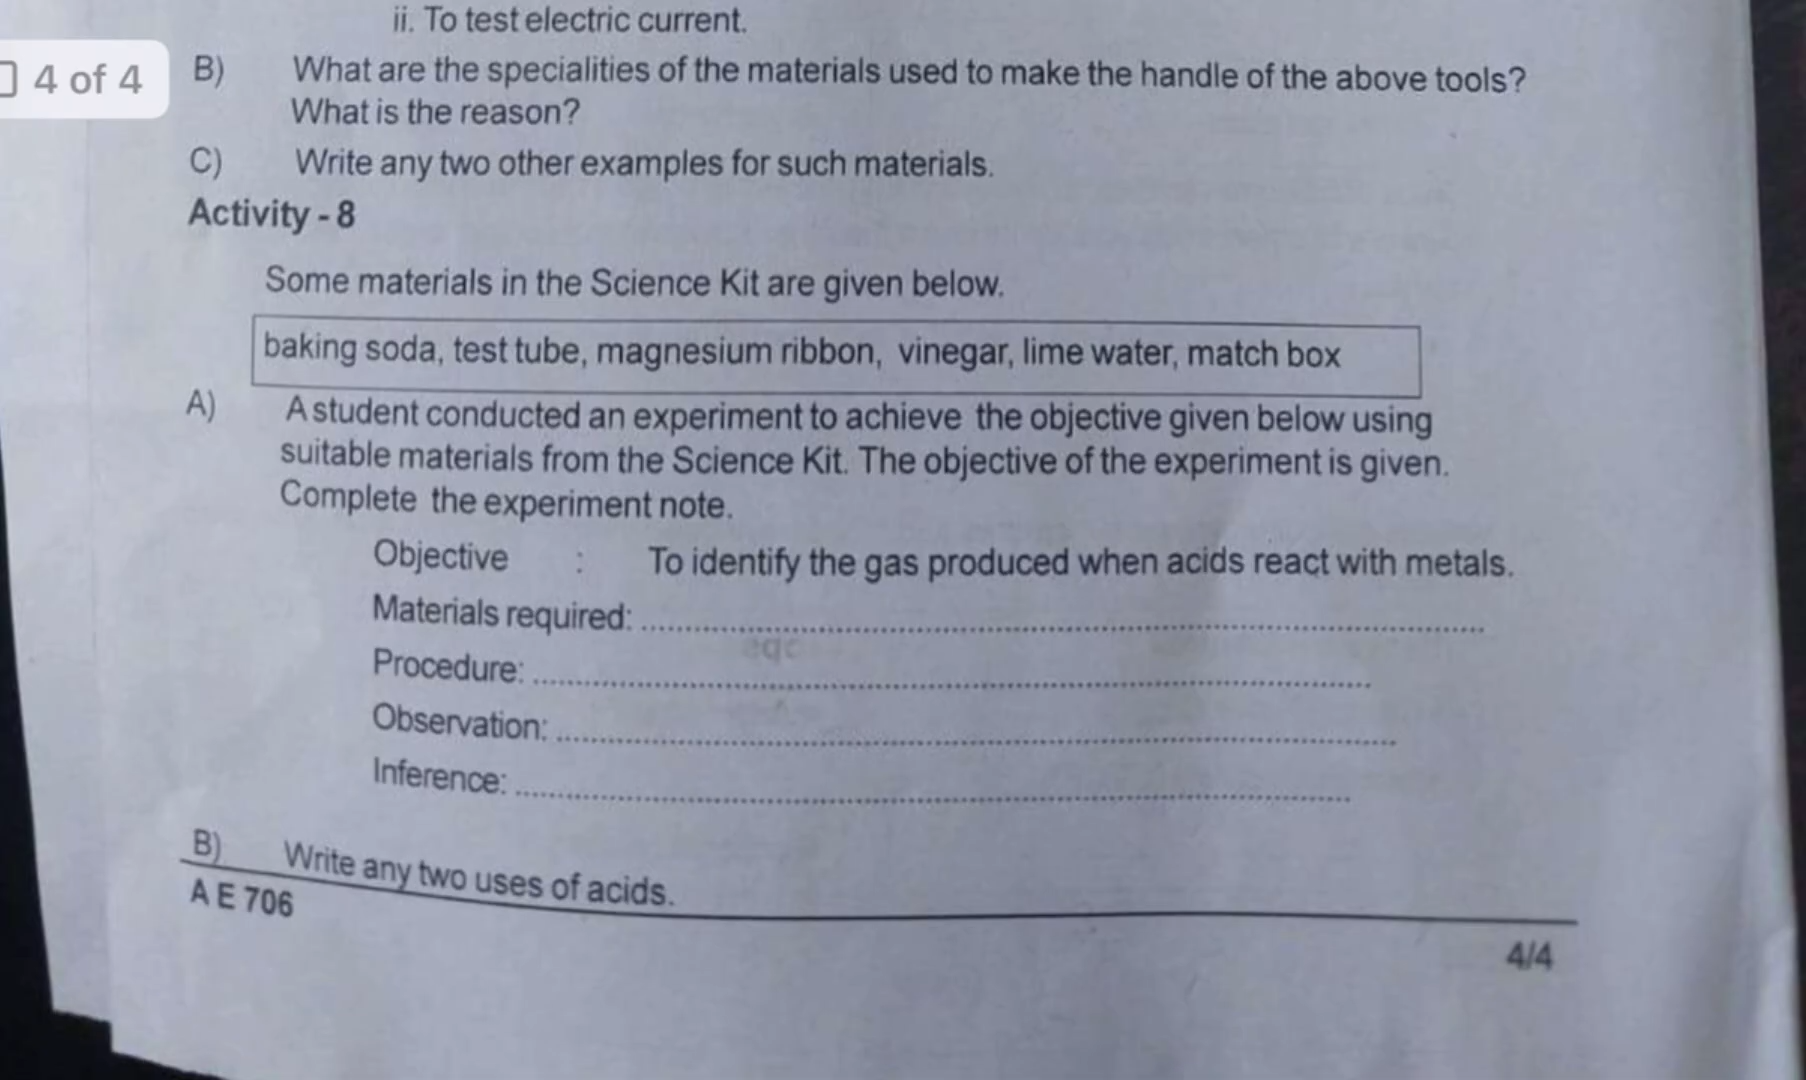 ii. To test electric current.
4 of 4
B) What are the specialities of the materials used to make the handle of the above tools?
What is the reason?
C) Write any two other examples for such materials.
Activity - 8
Some materials in the Science Kit are given below.
baking soda, test tube, magnesium ribbon, vinegar, lime water, match box
A) A student conducted an experiment to achieve the objective given below using
suitable materials from the Science Kit. The objective of the experiment is given.
Complete the experiment note.
Objective : To identify the gas produced when acids react with metals.
Materials required: ........................................................................
Procedure: ........................................................................
Observation: ........................................................................
Inference: ........................................................................
B) Write any two uses of acids.
A E 706
4/4